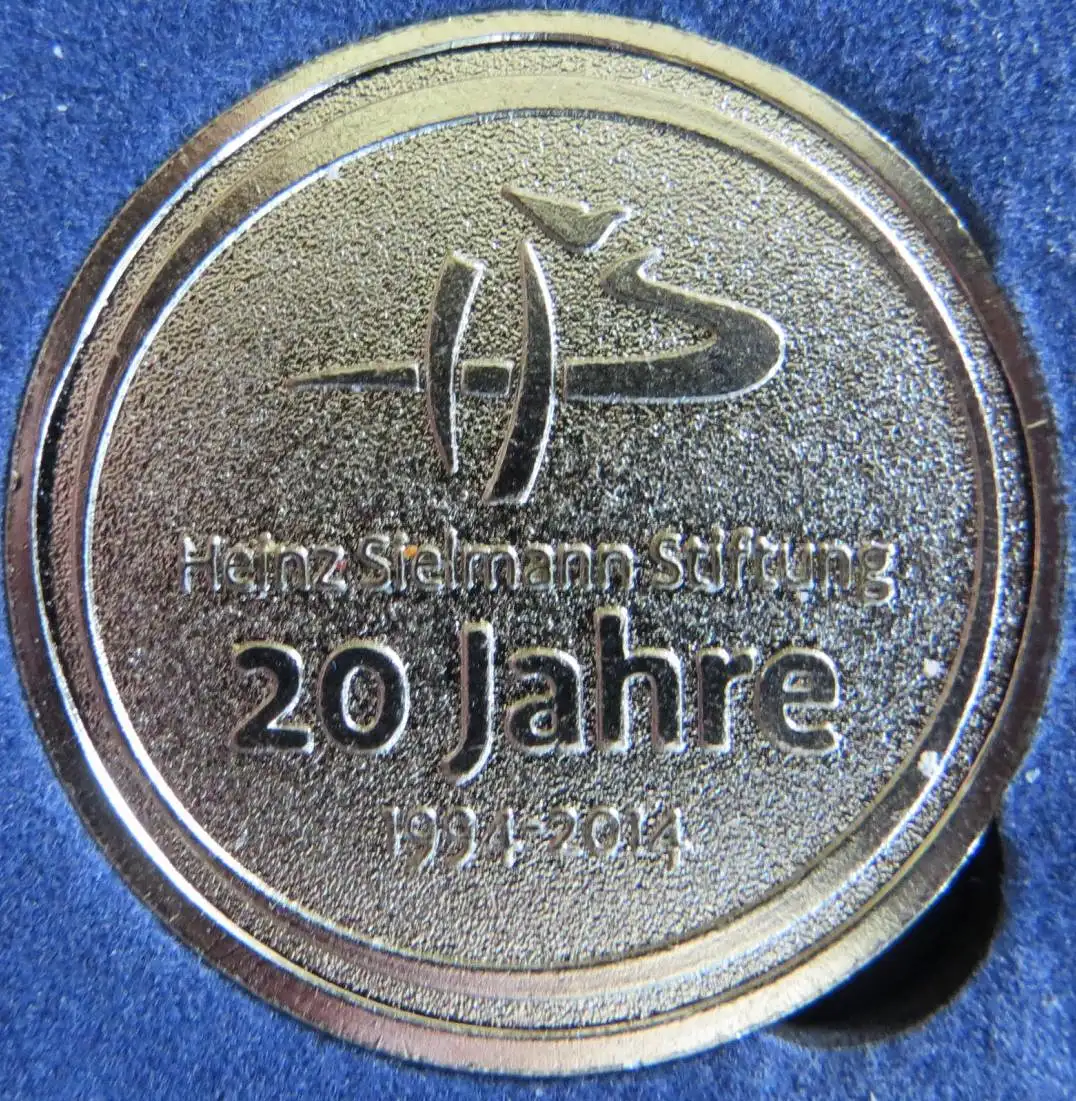 Heinz Sielmann Stiftung
20 Jahre
1994-2014